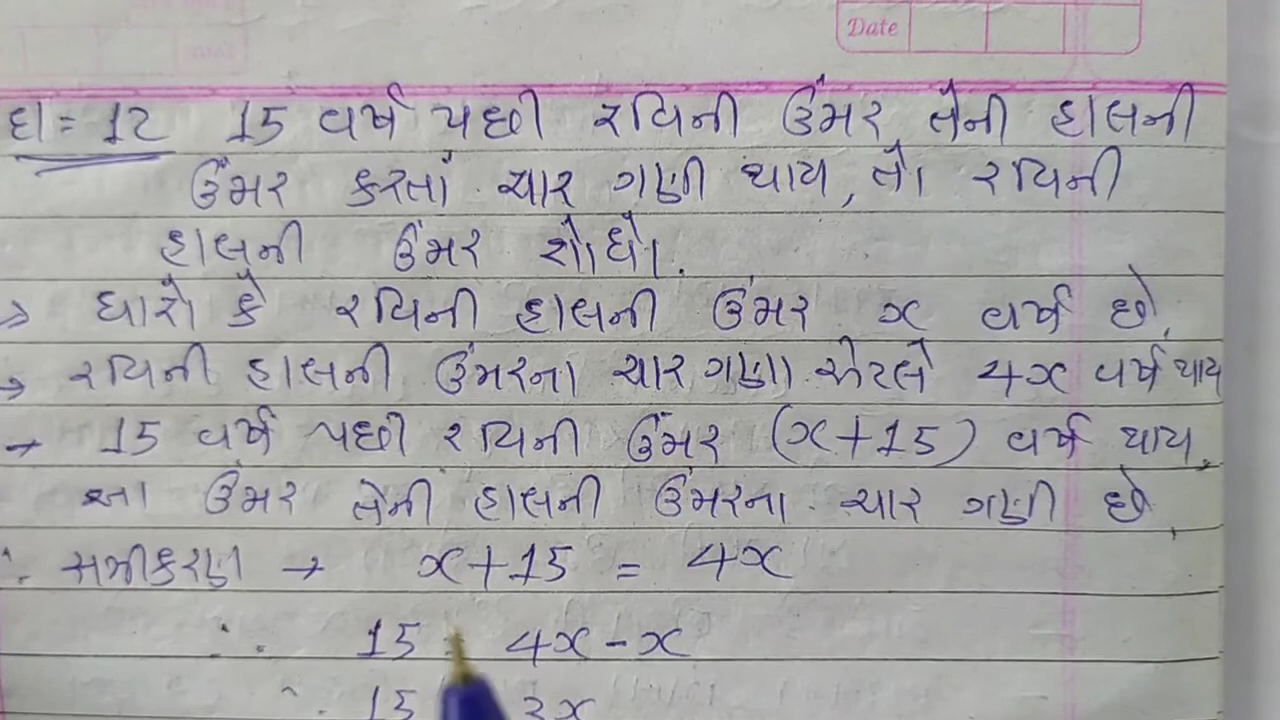 Date
દા = 12 15 વર્ષ પછી રવિની ઉંમર તેની હાલની
ઉંમર કરતાં ચાર ગણી થાય, તો રવિની
હાલની ઉંમર શોધો.
→ ધારો કે રવિની હાલની ઉંમર x વર્ષ છે.
→ રવિની હાલની ઉંમરના ચાર ગણા એટલે 4x વર્ષ થાય
→ 15 વર્ષ પછી રવિની ઉંમર (x+15) વર્ષ થાય.
આ ઉંમર તેની હાલની ઉંમરના ચાર ગણી છે.
∴ સમીકરણ → x+15 = 4x
∴ 15 4x-x
∴ 15 3x